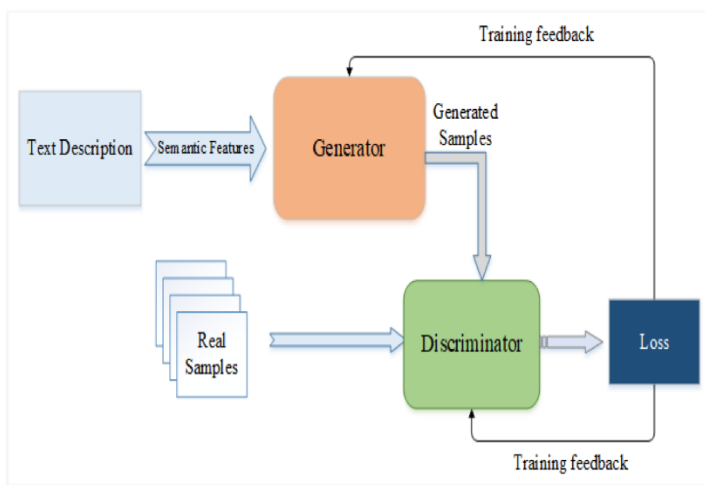 Training feedback
Generated
Samples
Text Description
Semantic Features
Generator
Real
Samples
Discriminator
Loss
Training feedback